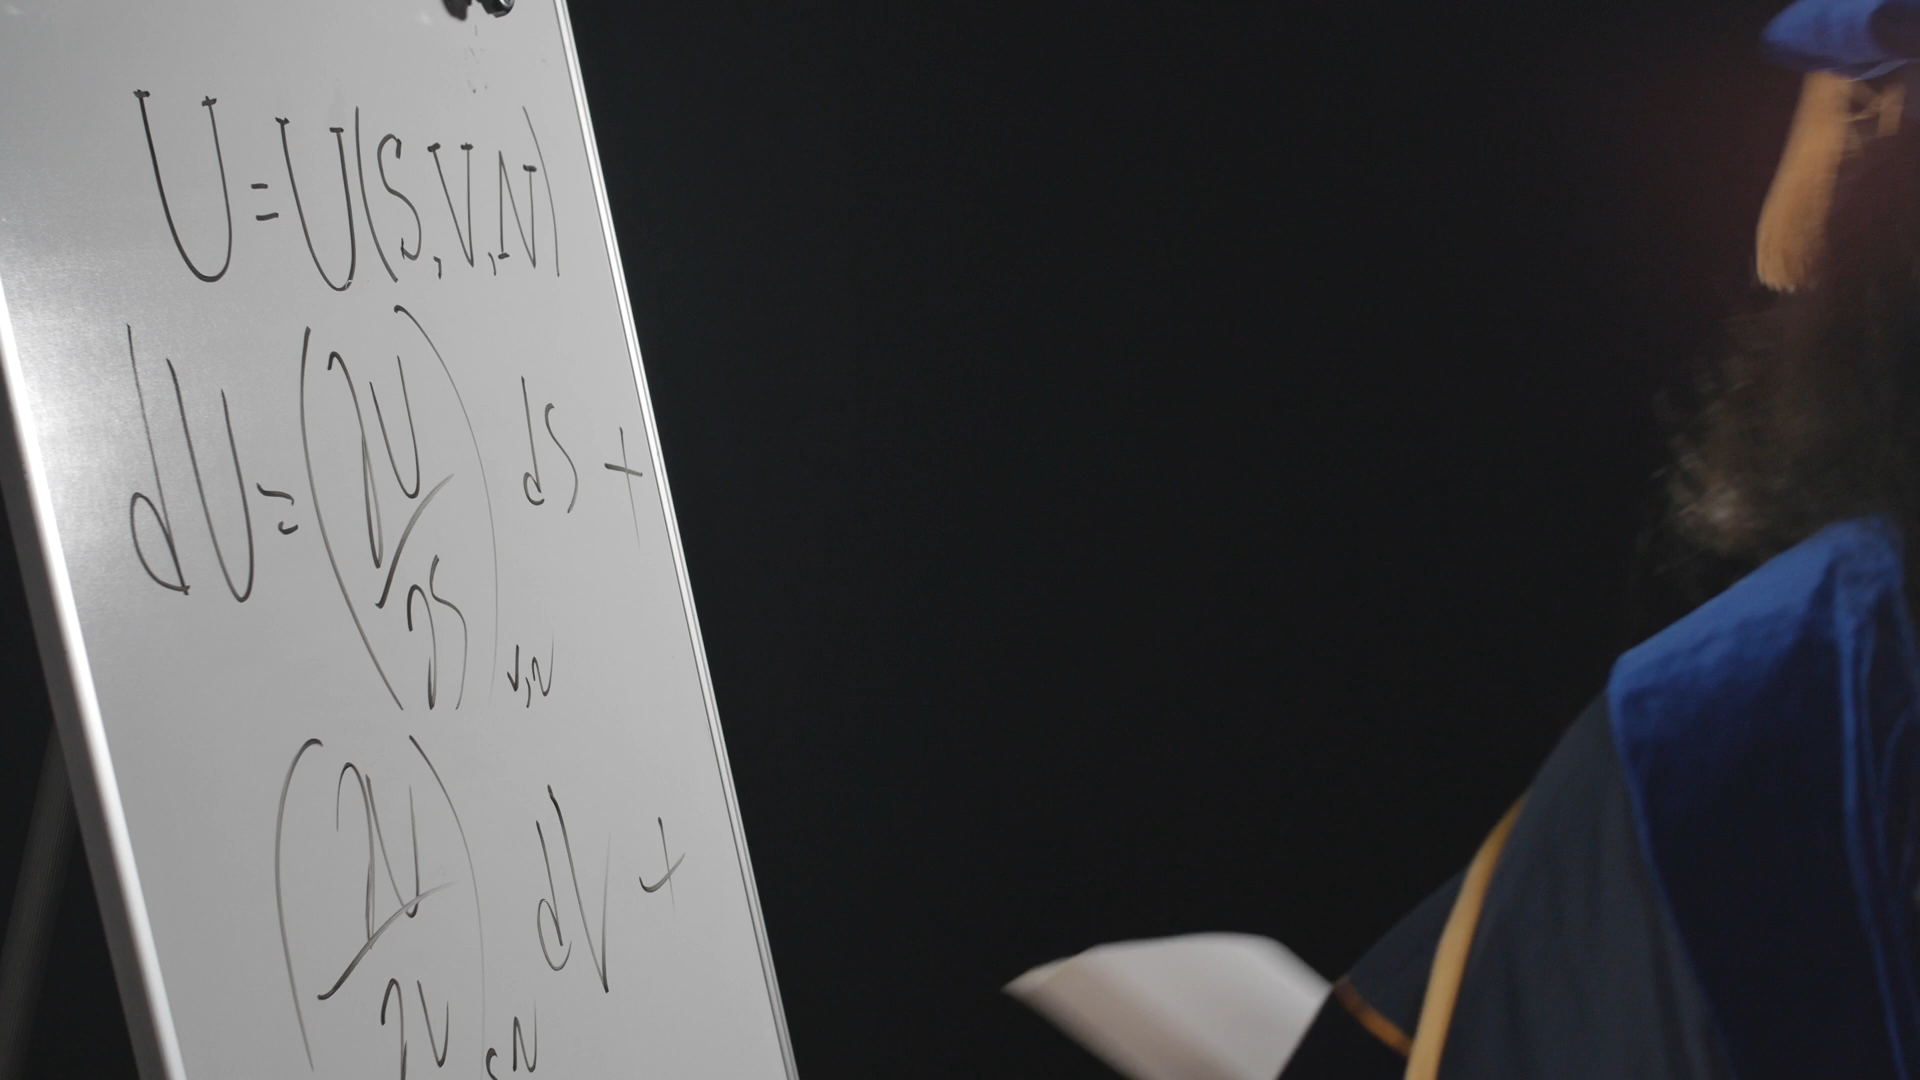 U=U(S,V,N)
dU=(∂U/∂S)V,N dS+
(∂U/∂V)S,N dV+